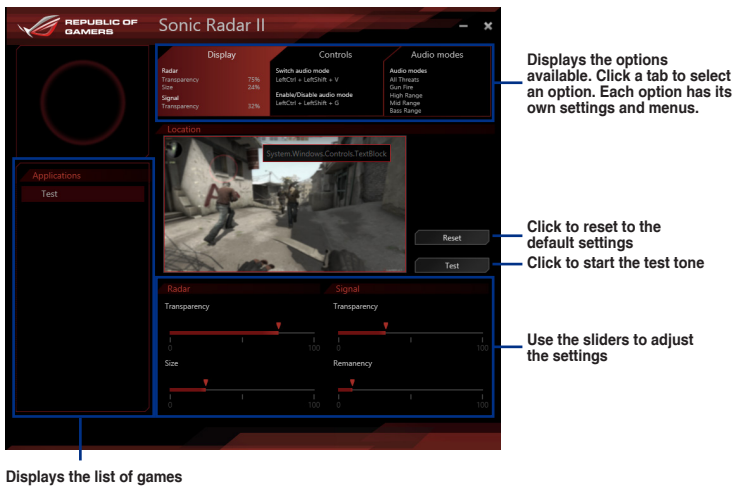 REPUBLIC OF
GAMERS
Sonic Radar II
Display
Controls
Audio modes
Radar
Transparency 75%
Size 24%
Signal
Transparency 32%
Switch audio mode
LeftCtrl + LeftShift + V
Enable/Disable audio mode
LeftCtrl + LeftShift + G
Audio modes
All Threats
Gun Fire
High Range
Mid Range
Bass Range
Displays the options
available. Click a tab to select
an option. Each option has its
own settings and menus.
Location
System.Windows.Controls.TextBlock
Applications
Test
Reset
Click to reset to the
default settings
Test
Click to start the test tone
Radar
Signal
Transparency
0 100
Transparency
0 100
Size
0 100
Remanency
0 100
Use the sliders to adjust
the settings
Displays the list of games